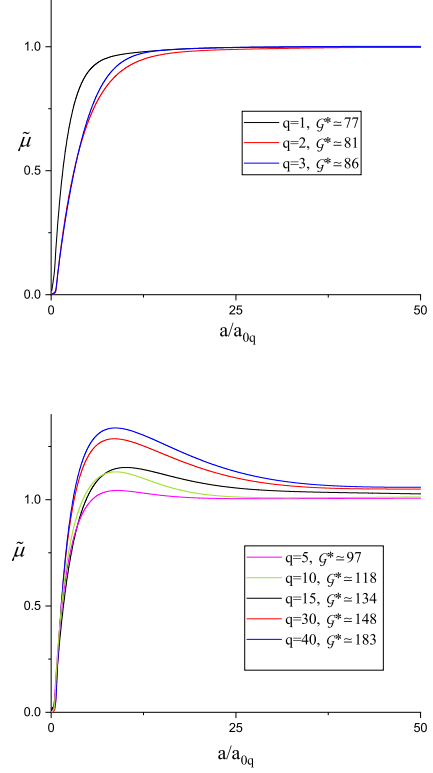 1.0
μ̃
0.5
0.0
0
25
50
a/a0q
q=1, 𝒢*≃77
q=2, 𝒢*≃81
q=3, 𝒢*≃86
1.0
μ̃
0.5
0.0
0
25
50
a/a0q
q=5, 𝒢*≃97
q=10, 𝒢*≃118
q=15, 𝒢*≃134
q=30, 𝒢*≃148
q=40, 𝒢*≃183